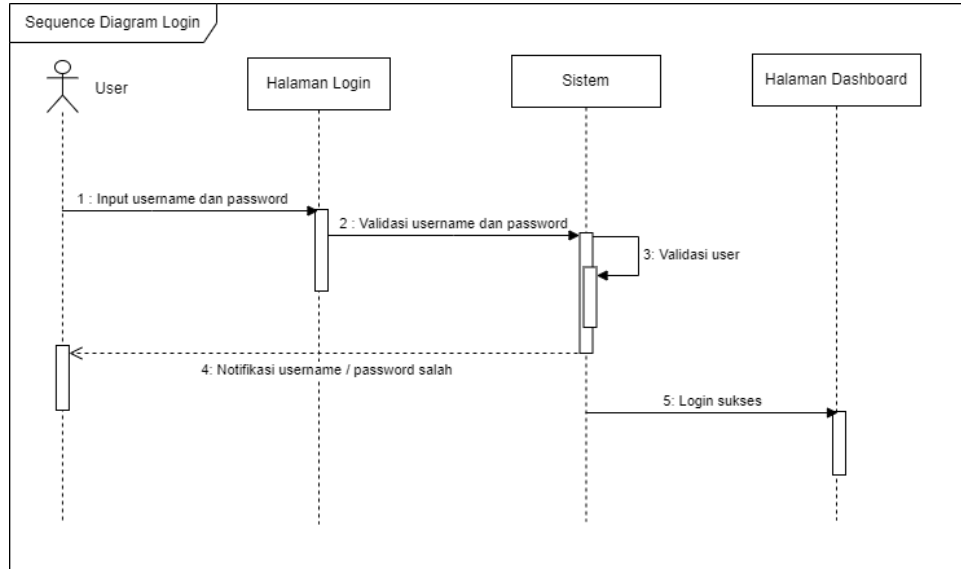 Sequence Diagram Login
User
Halaman Login
Sistem
Halaman Dashboard
1 : Input username dan password
2 : Validasi username dan password
3: Validasi user
4: Notifikasi username / password salah
5: Login sukses